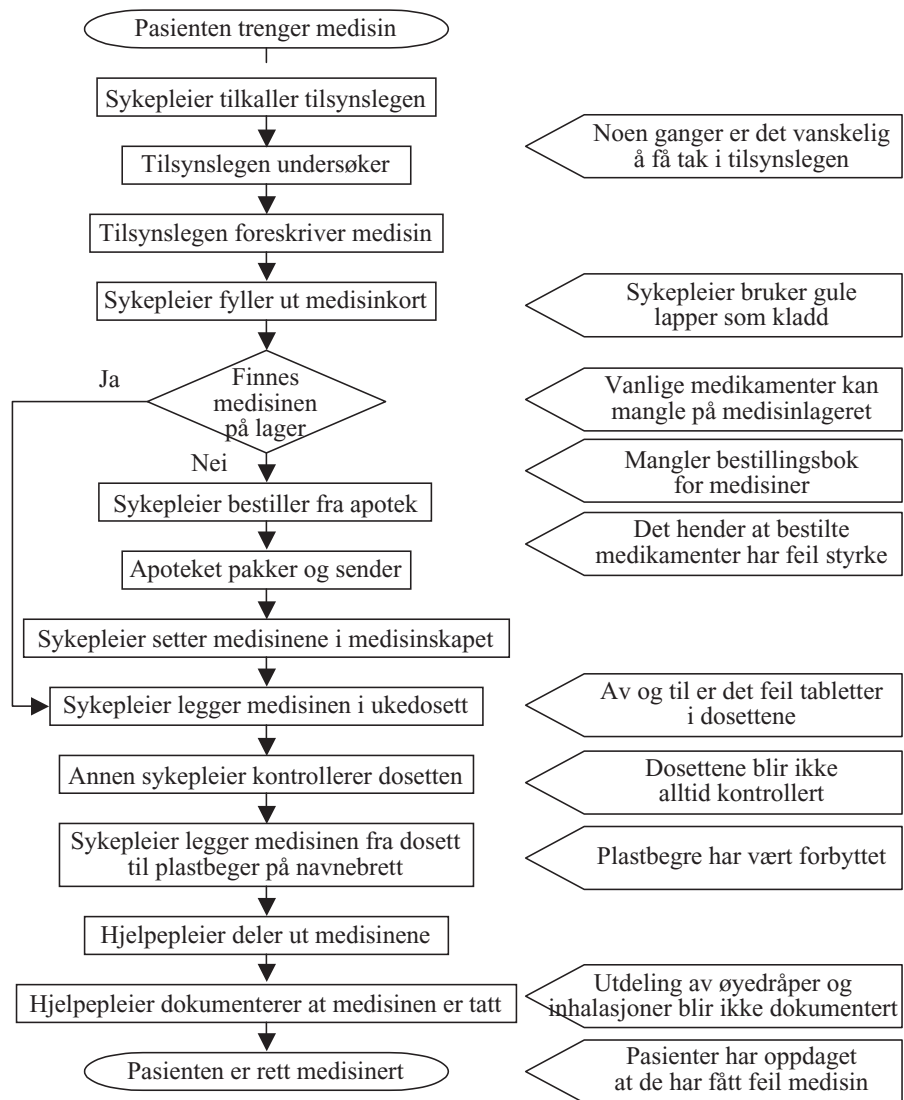 Pasienten trenger medisin
Sykepleier tilkaller tilsynslegen
Noen ganger er det vanskelig
å få tak i tilsynslegen
Tilsynslegen undersøker
Tilsynslegen foreskriver medisin
Sykepleier fyller ut medisinkort
Sykepleier bruker gule
lapper som kladd
Ja
Finnes
medisinen
på lager
Vanlige medikamenter kan
mangle på medisinlageret
Nei
Mangler bestillingsbok
for medisiner
Sykepleier bestiller fra apotek
Det hender at bestilte
medikamenter har feil styrke
Apoteket pakker og sender
Sykepleier setter medisinene i medisinskapet
Sykepleier legger medisinen i ukedosett
Av og til er det feil tabletter
i dosettene
Annen sykepleier kontrollerer dosetten
Dosettene blir ikke
alltid kontrollert
Sykepleier legger medisinen fra dosett
til plastbeger på navnebrett
Plastbegre har vært forbyttet
Hjelpepleier deler ut medisinene
Hjelpepleier dokumenterer at medisinen er tatt
Utdeling av øyedråper og
inhalasjoner blir ikke dokumentert
Pasienten er rett medisinert
Pasienter har oppdaget
at de har fått feil medisin